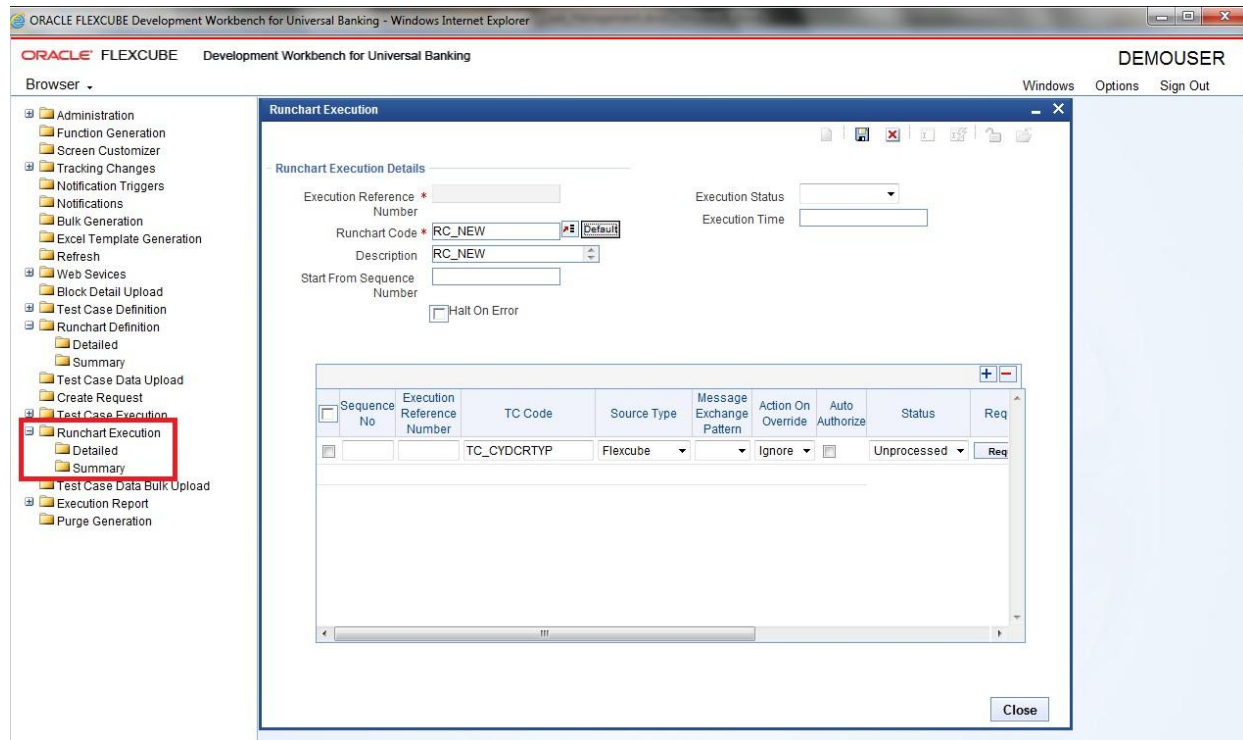 ORACLE FLEXCUBE Development Workbench for Universal Banking - Windows Internet Explorer
ORACLE FLEXCUBE Development Workbench for Universal Banking
DEMOUSER
Browser
Windows Options Sign Out
Administration
Function Generation
Screen Customizer
Tracking Changes
Notification Triggers
Notifications
Bulk Generation
Excel Template Generation
Refresh
Web Sevices
Block Detail Upload
Test Case Definition
Runchart Definition
Detailed
Summary
Test Case Data Upload
Create Request
Test Case Execution
Runchart Execution
Detailed
Summary
Test Case Data Bulk Upload
Execution Report
Purge Generation
Runchart Execution
Runchart Execution Details
Execution Reference *
Number
Runchart Code * RC_NEW Default
Description RC_NEW
Start From Sequence
Number
Halt On Error
Execution Status
Execution Time
Sequence No
Execution Reference Number
TC Code
Source Type
Message Exchange Pattern
Action On Override
Auto Authorize
Status
Req
TC_CYDCRTYP Flexcube Ignore Unprocessed Req
Close